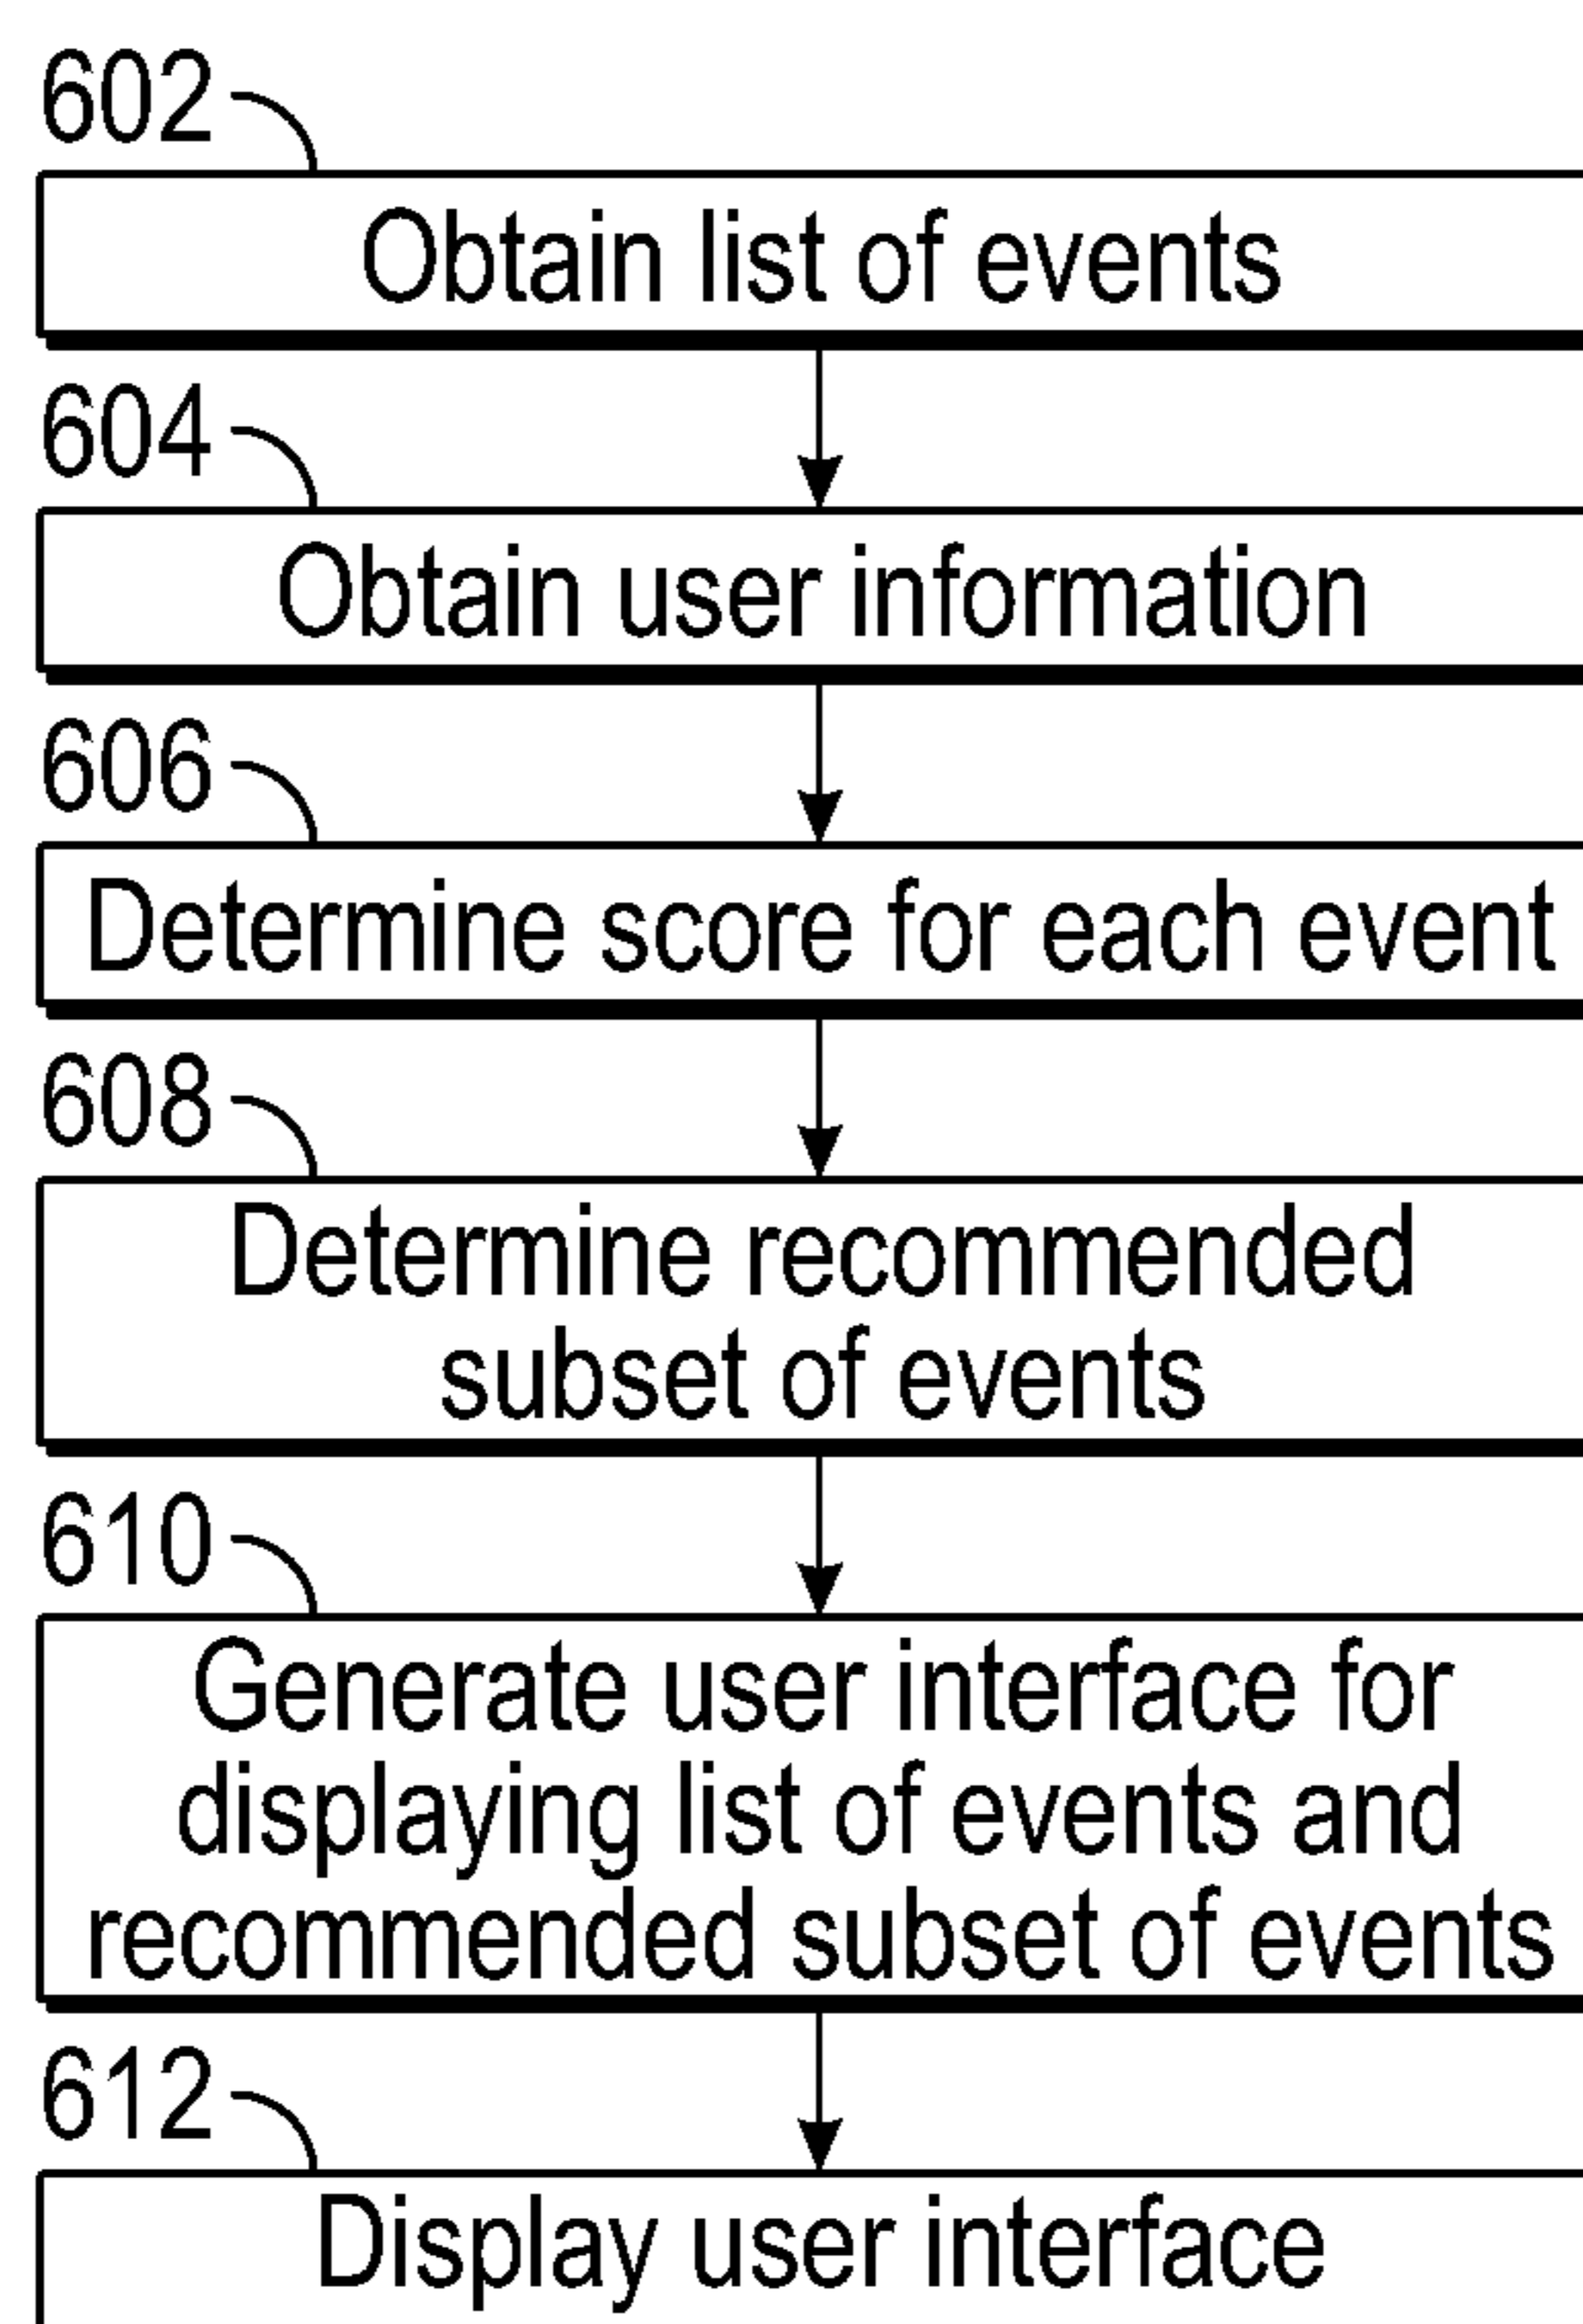 602
Obtain list of events
604
Obtain user information
606
Determine score for each event
608
Determine recommended
subset of events
610
Generate user interface for
displaying list of events and
recommended subset of events
612
Display user interface